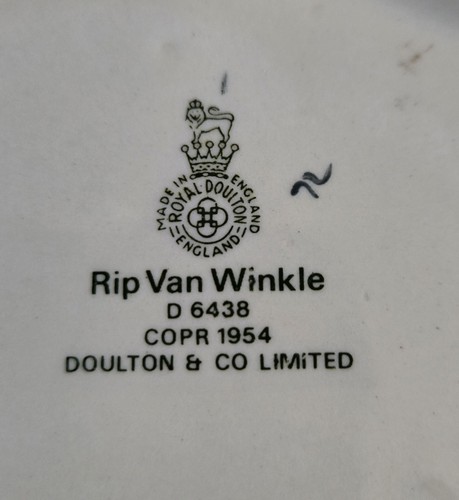 MADE IN ENGLAND
ROYAL DOULTON
ENGLAND
Rip Van Winkle
D 6438
COPR 1954
DOULTON & CO LIMITED